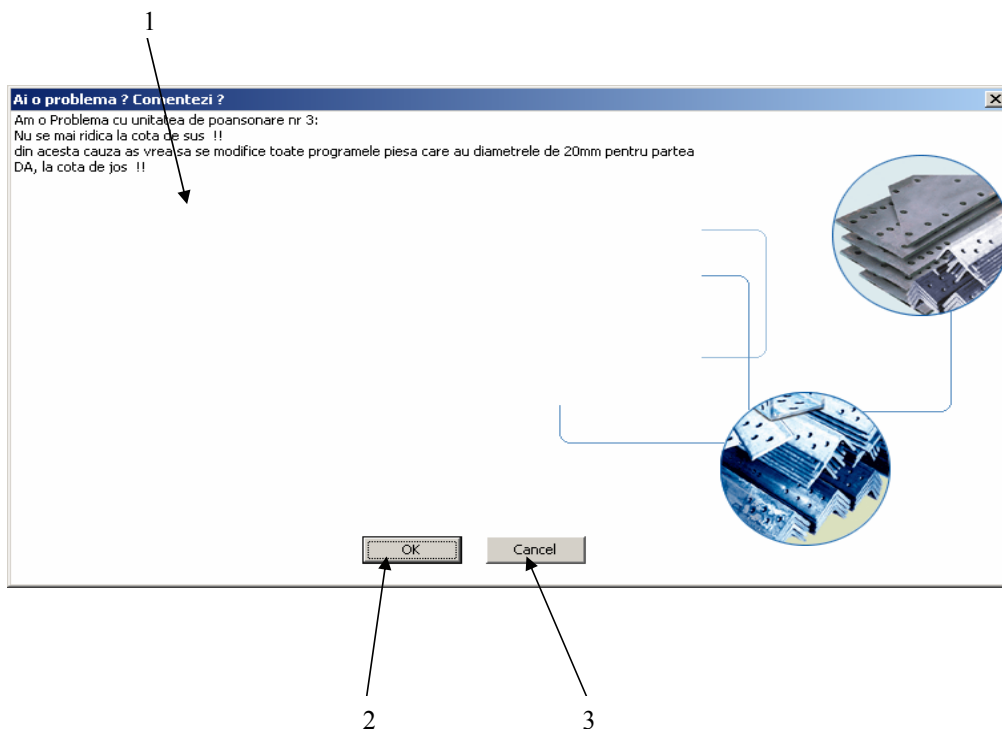 1
Ai o problema ? Comentezi ?
Am o Problema cu unitatea de poansonare nr 3:
Nu se mai ridica la cota de sus !!
din acesta cauza as vrea sa se modifice toate programele piesa care au diametrele de 20mm pentru partea
DA, la cota de jos !!
OK Cancel
2 3